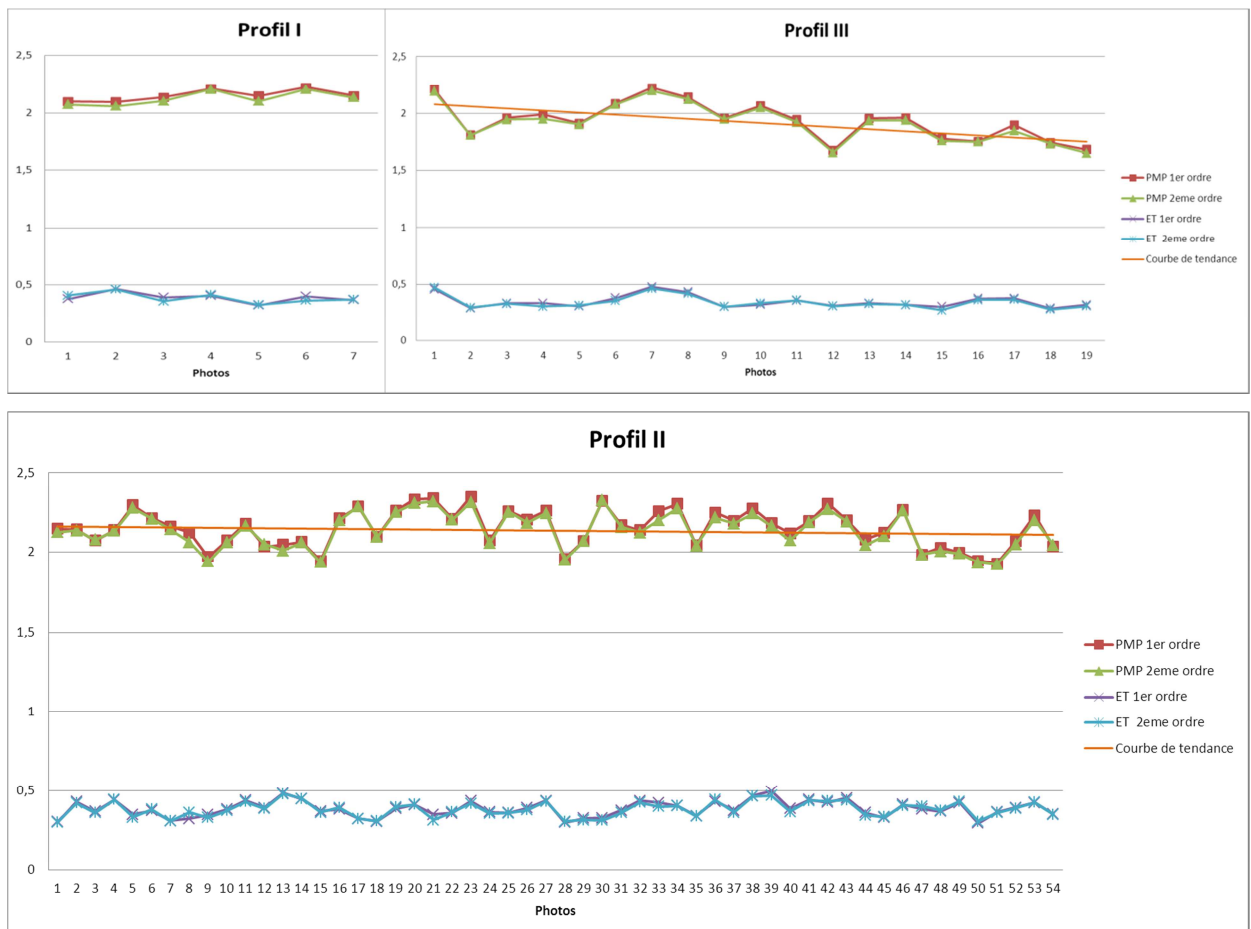 Profil I
2,5
2
1,5
1
0,5
0
1 2 3 4 5 6 7
Photos
Profil III
2,5
2
1,5
1
0,5
0
1 2 3 4 5 6 7 8 9 10 11 12 13 14 15 16 17 18 19
Photos
PMP 1er ordre
PMP 2eme ordre
ET 1er ordre
ET 2eme ordre
Courbe de tendance
Profil II
2,5
2
1,5
1
0,5
0
1 2 3 4 5 6 7 8 9 10 11 12 13 14 15 16 17 18 19 20 21 22 23 24 25 26 27 28 29 30 31 32 33 34 35 36 37 38 39 40 41 42 43 44 45 46 47 48 49 50 51 52 53 54
Photos
PMP 1er ordre
PMP 2eme ordre
ET 1er ordre
ET 2eme ordre
Courbe de tendance